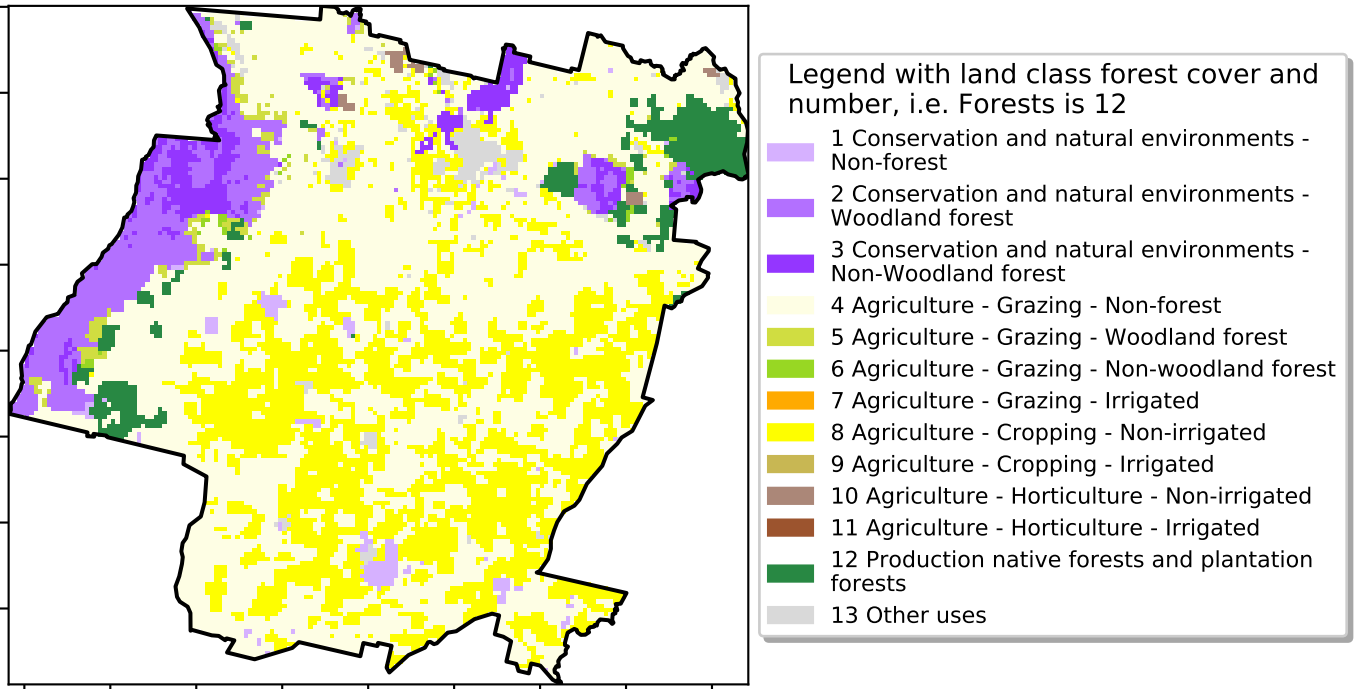 Legend with land class forest cover and
number, i.e. Forests is 12
1 Conservation and natural environments -
Non-forest
2 Conservation and natural environments -
Woodland forest
3 Conservation and natural environments -
Non-Woodland forest
4 Agriculture - Grazing - Non-forest
5 Agriculture - Grazing - Woodland forest
6 Agriculture - Grazing - Non-woodland forest
7 Agriculture - Grazing - Irrigated
8 Agriculture - Cropping - Non-irrigated
9 Agriculture - Cropping - Irrigated
10 Agriculture - Horticulture - Non-irrigated
11 Agriculture - Horticulture - Irrigated
12 Production native forests and plantation
forests
13 Other uses